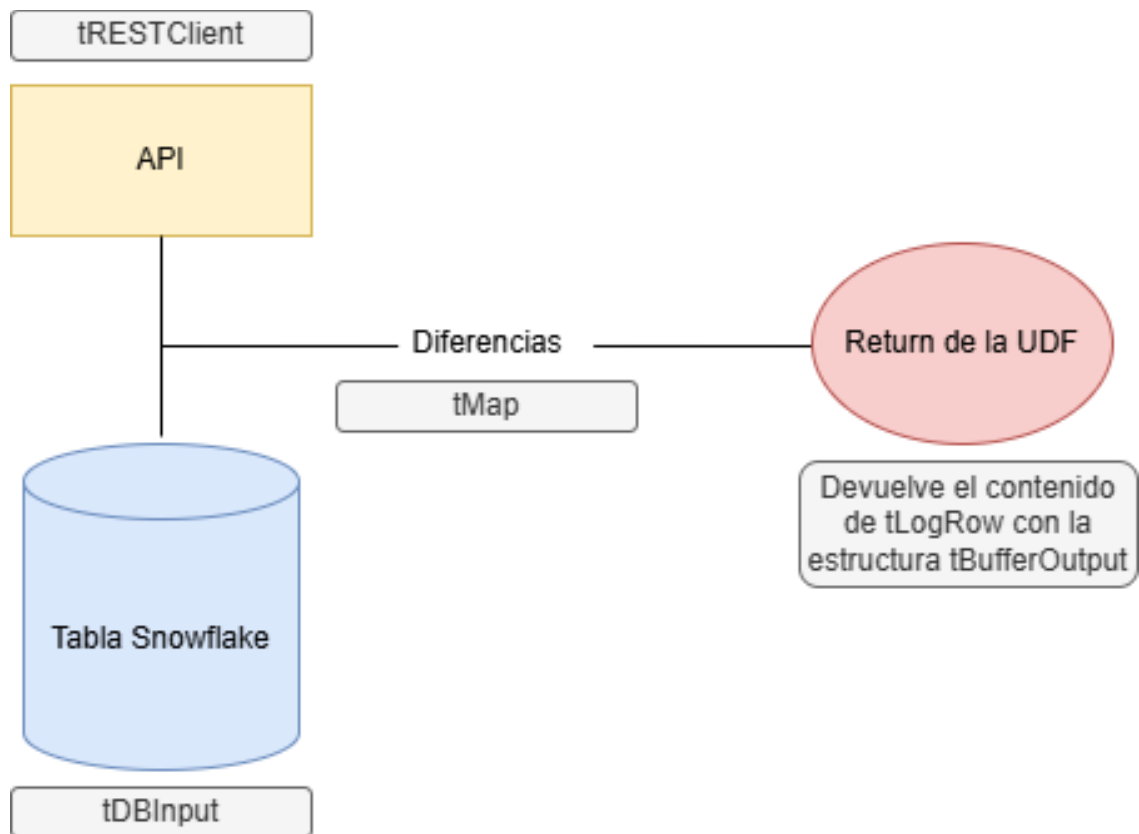 tRESTClient
API
Diferencias
tMap
Return de la UDF
Devuelve el contenido
de tLogRow con la
estructura tBufferOutput
Tabla Snowflake
tDBInput